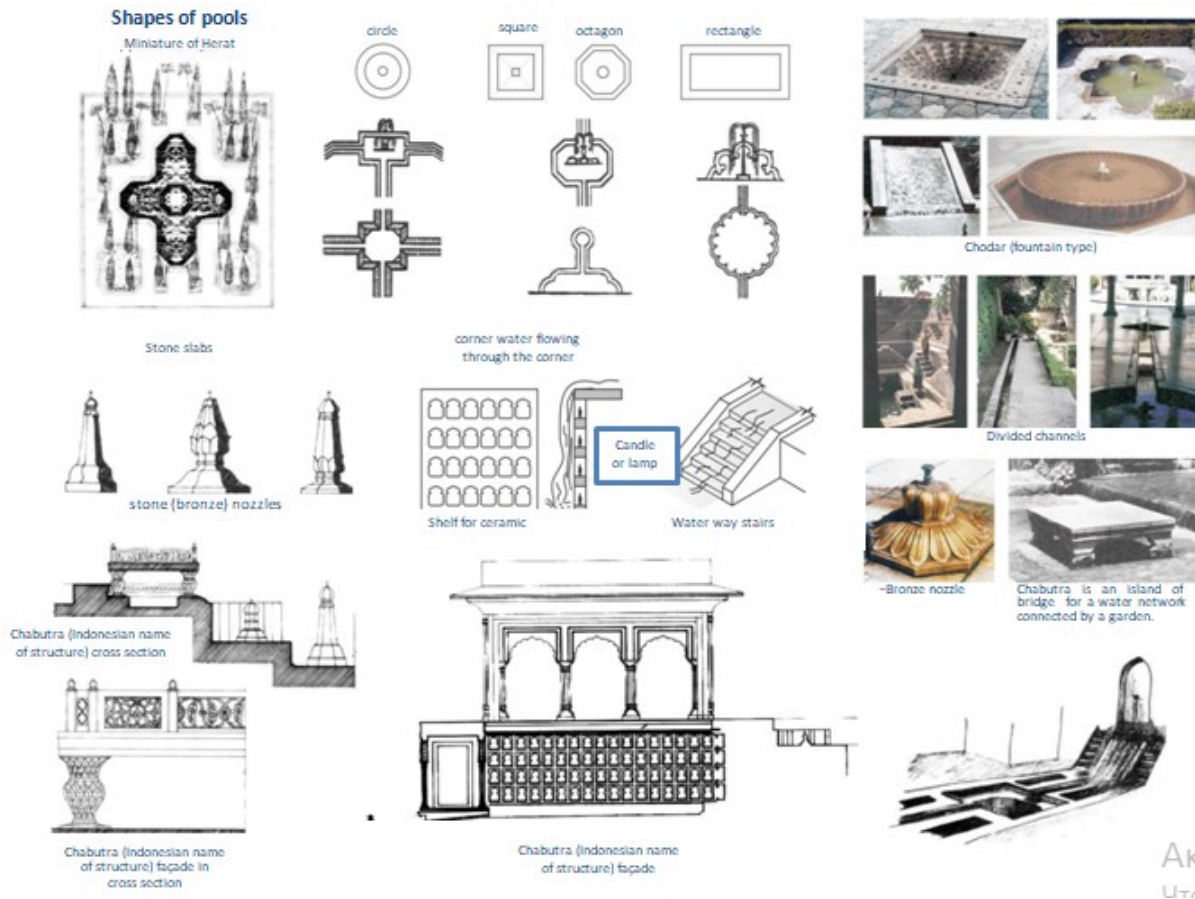 Shapes of pools
Miniature of Herat
circle
square
octagon
rectangle
Stone slabs
corner water flowing
through the corner
Chodar (fountain type)
Divided channels
stone (bronze) nozzles
Shelf for ceramic
Candle
or lamp
Water way stairs
-Bronze nozzle
Chabutra is an island of
bridge for a water network
connected by a garden.
Chabutra (Indonesian name
of structure) cross section
Chabutra (Indonesian name
of structure) façade in
cross section
Chabutra (Indonesian name
of structure) façade